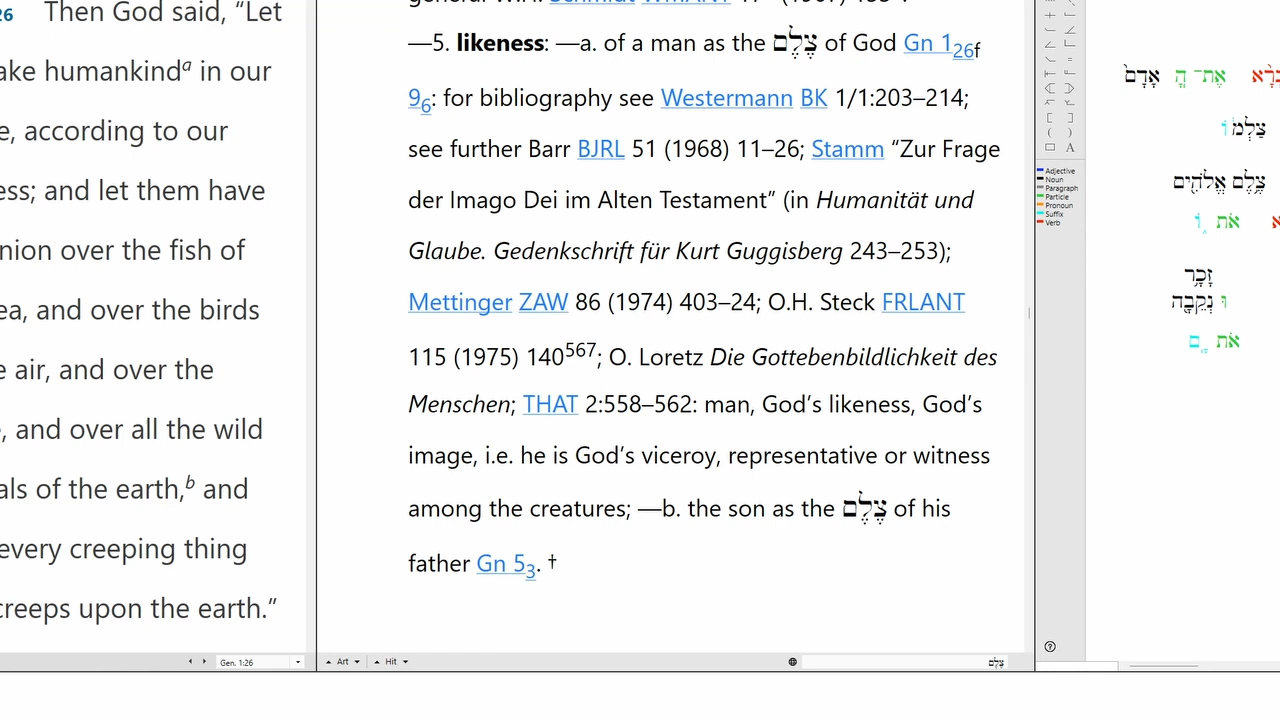 26 Then God said, “Let
ake humankindᵃ in our
e, according to our
ess; and let them have
nion over the fish of
ea, and over the birds
e air, and over the
, and over all the wild
als of the earth,ᵇ and
every creeping thing
creeps upon the earth.”
Gen. 1:26
—5. likeness: —a. of a man as the צֶלֶם of God Gn 1₂₆f
9₆: for bibliography see Westermann BK 1/1:203–214;
see further Barr BJRL 51 (1968) 11–26; Stamm “Zur Frage
der Imago Dei im Alten Testament” (in Humanität und
Glaube. Gedenkschrift für Kurt Guggisberg 243–253);
Mettinger ZAW 86 (1974) 403–24; O.H. Steck FRLANT
115 (1975) 140⁵⁶⁷; O. Loretz Die Gottebenbildlichkeit des
Menschen; THAT 2:558–562: man, God’s likeness, God’s
image, i.e. he is God’s viceroy, representative or witness
among the creatures; —b. the son as the צֶלֶם of his
father Gn 5₃. †
Art Hit צלם
Adjective
Noun
Paragraph
Particle
Pronoun
Suffix
Verb
אֶת־ הָ אָדָם֙
צַלְמ֔ וֹ
צֶ֥לֶם אֱלֹהִ֖ים
אֹת וֹ֑
זָכָ֥ר
וּ נְקֵבָ֖ה
אֹת ָֽם